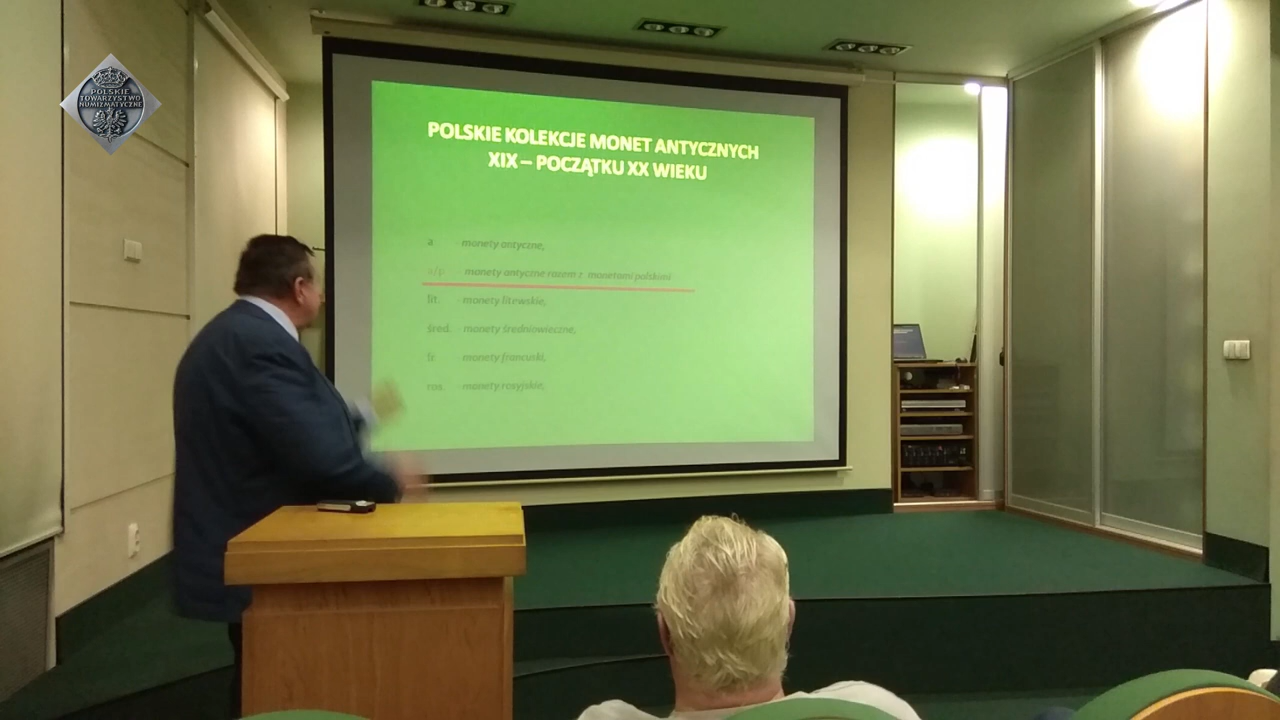 POLSKIE
TOWARZYSTWO
NUMIZMATYCZNE
POLSKIE KOLEKCJE MONET ANTYCZNYCH
XIX – POCZĄTKU XX WIEKU
a - monety antyczne,
a/p monety antyczne razem z monetami polskimi
lit. - monety litewskie,
śred. - monety średniowieczne,
fr - monety francuski,
ros. - monety rosyjskie,